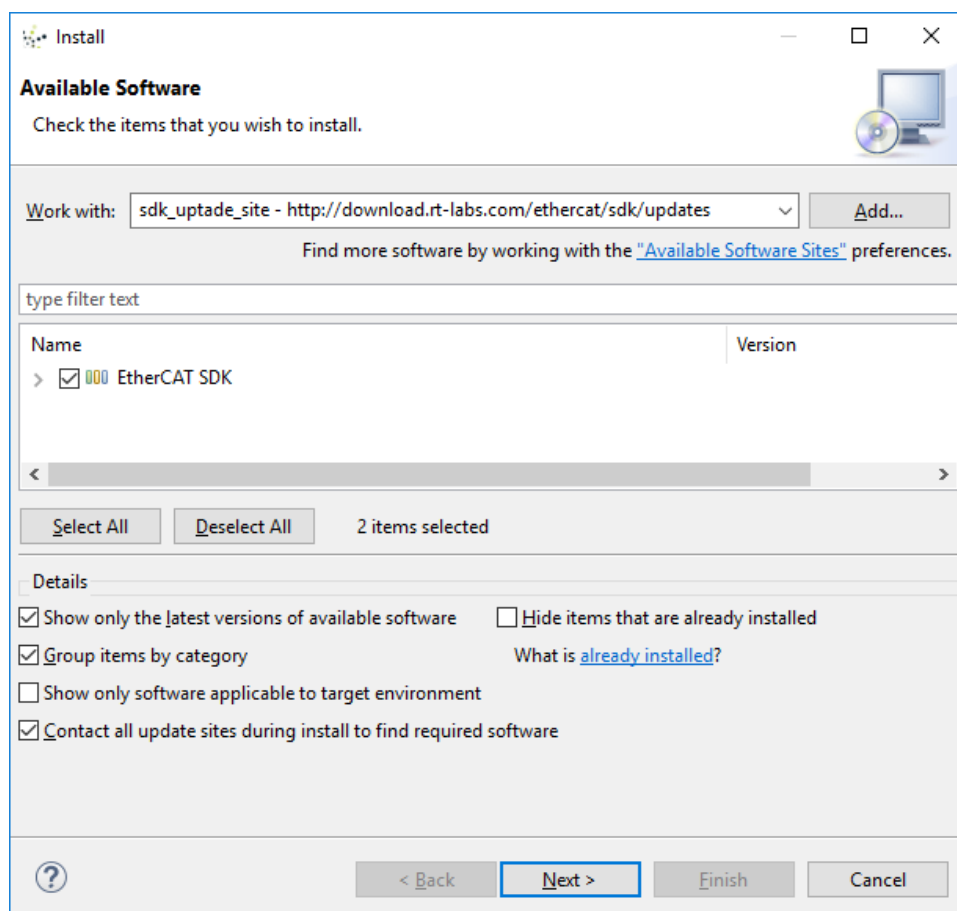 Install
Available Software
Check the items that you wish to install.
Work with: sdk_uptade_site - http://download.rt-labs.com/ethercat/sdk/updates Add...
Find more software by working with the "Available Software Sites" preferences.
type filter text
Name Version
EtherCAT SDK
Select All Deselect All 2 items selected
Details
Show only the latest versions of available software Hide items that are already installed
Group items by category What is already installed?
Show only software applicable to target environment
Contact all update sites during install to find required software
? < Back Next > Finish Cancel